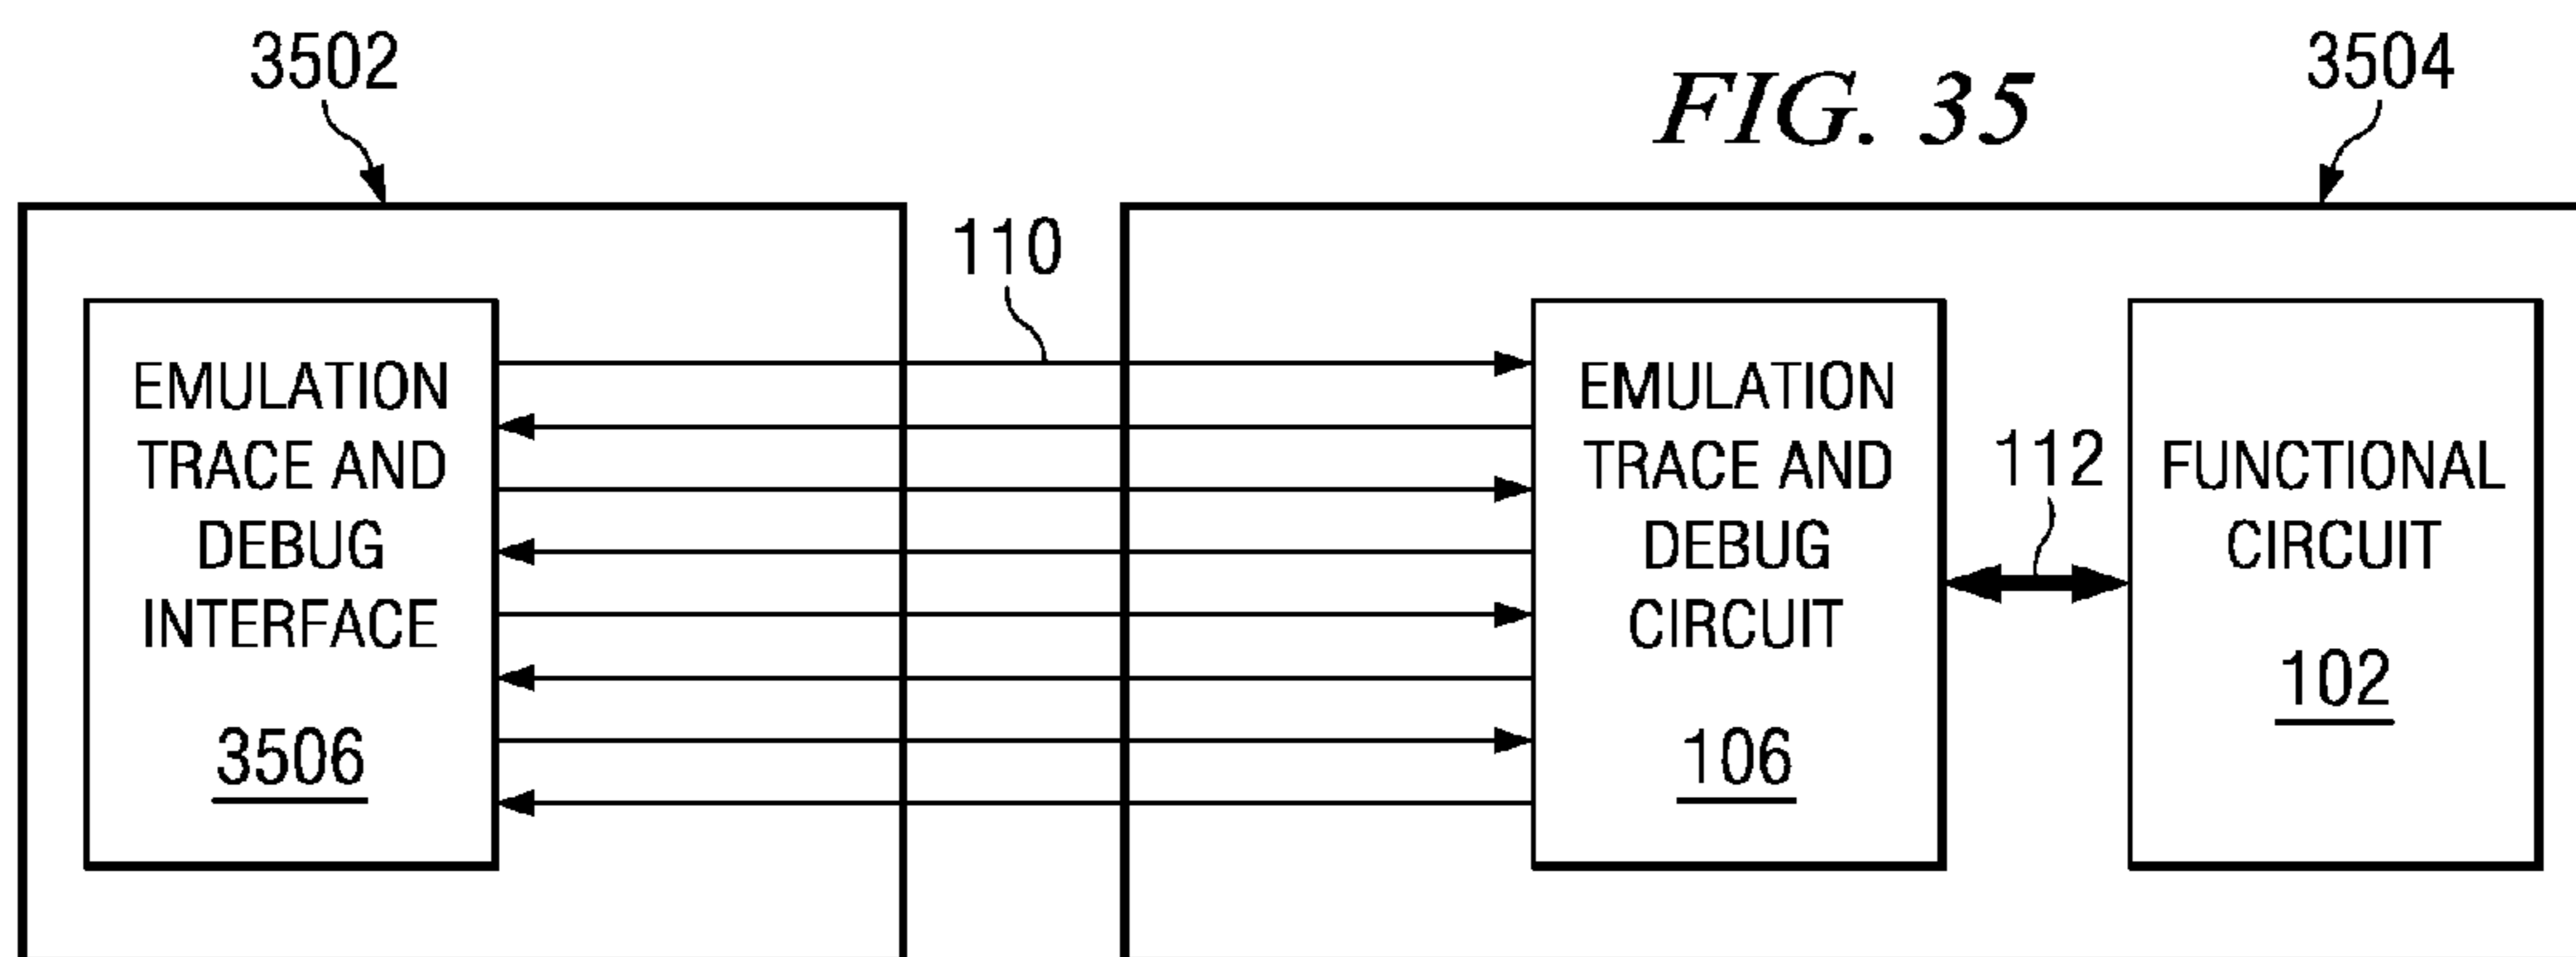 3502
FIG. 35
3504
110
EMULATION
TRACE AND
DEBUG
INTERFACE
3506
EMULATION
TRACE AND
DEBUG
CIRCUIT
106
112
FUNCTIONAL
CIRCUIT
102